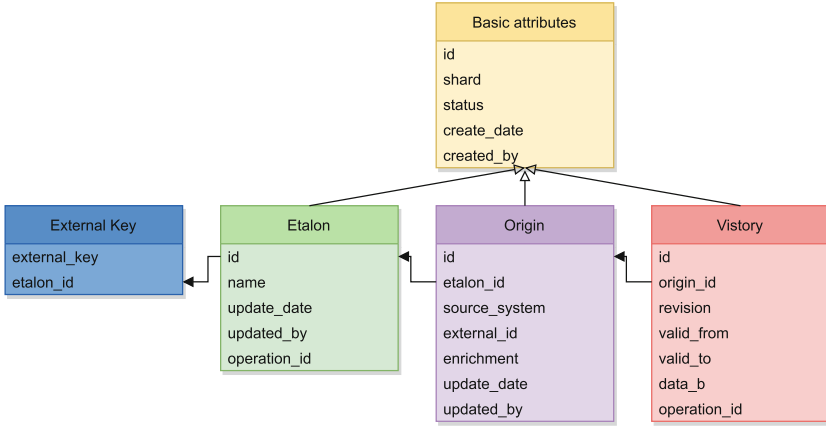 Basic attributes
id
shard
status
create_date
created_by
External Key
external_key
etalon_id
Etalon
id
name
update_date
updated_by
operation_id
Origin
id
etalon_id
source_system
external_id
enrichment
update_date
updated_by
Vistory
id
origin_id
revision
valid_from
valid_to
data_b
operation_id